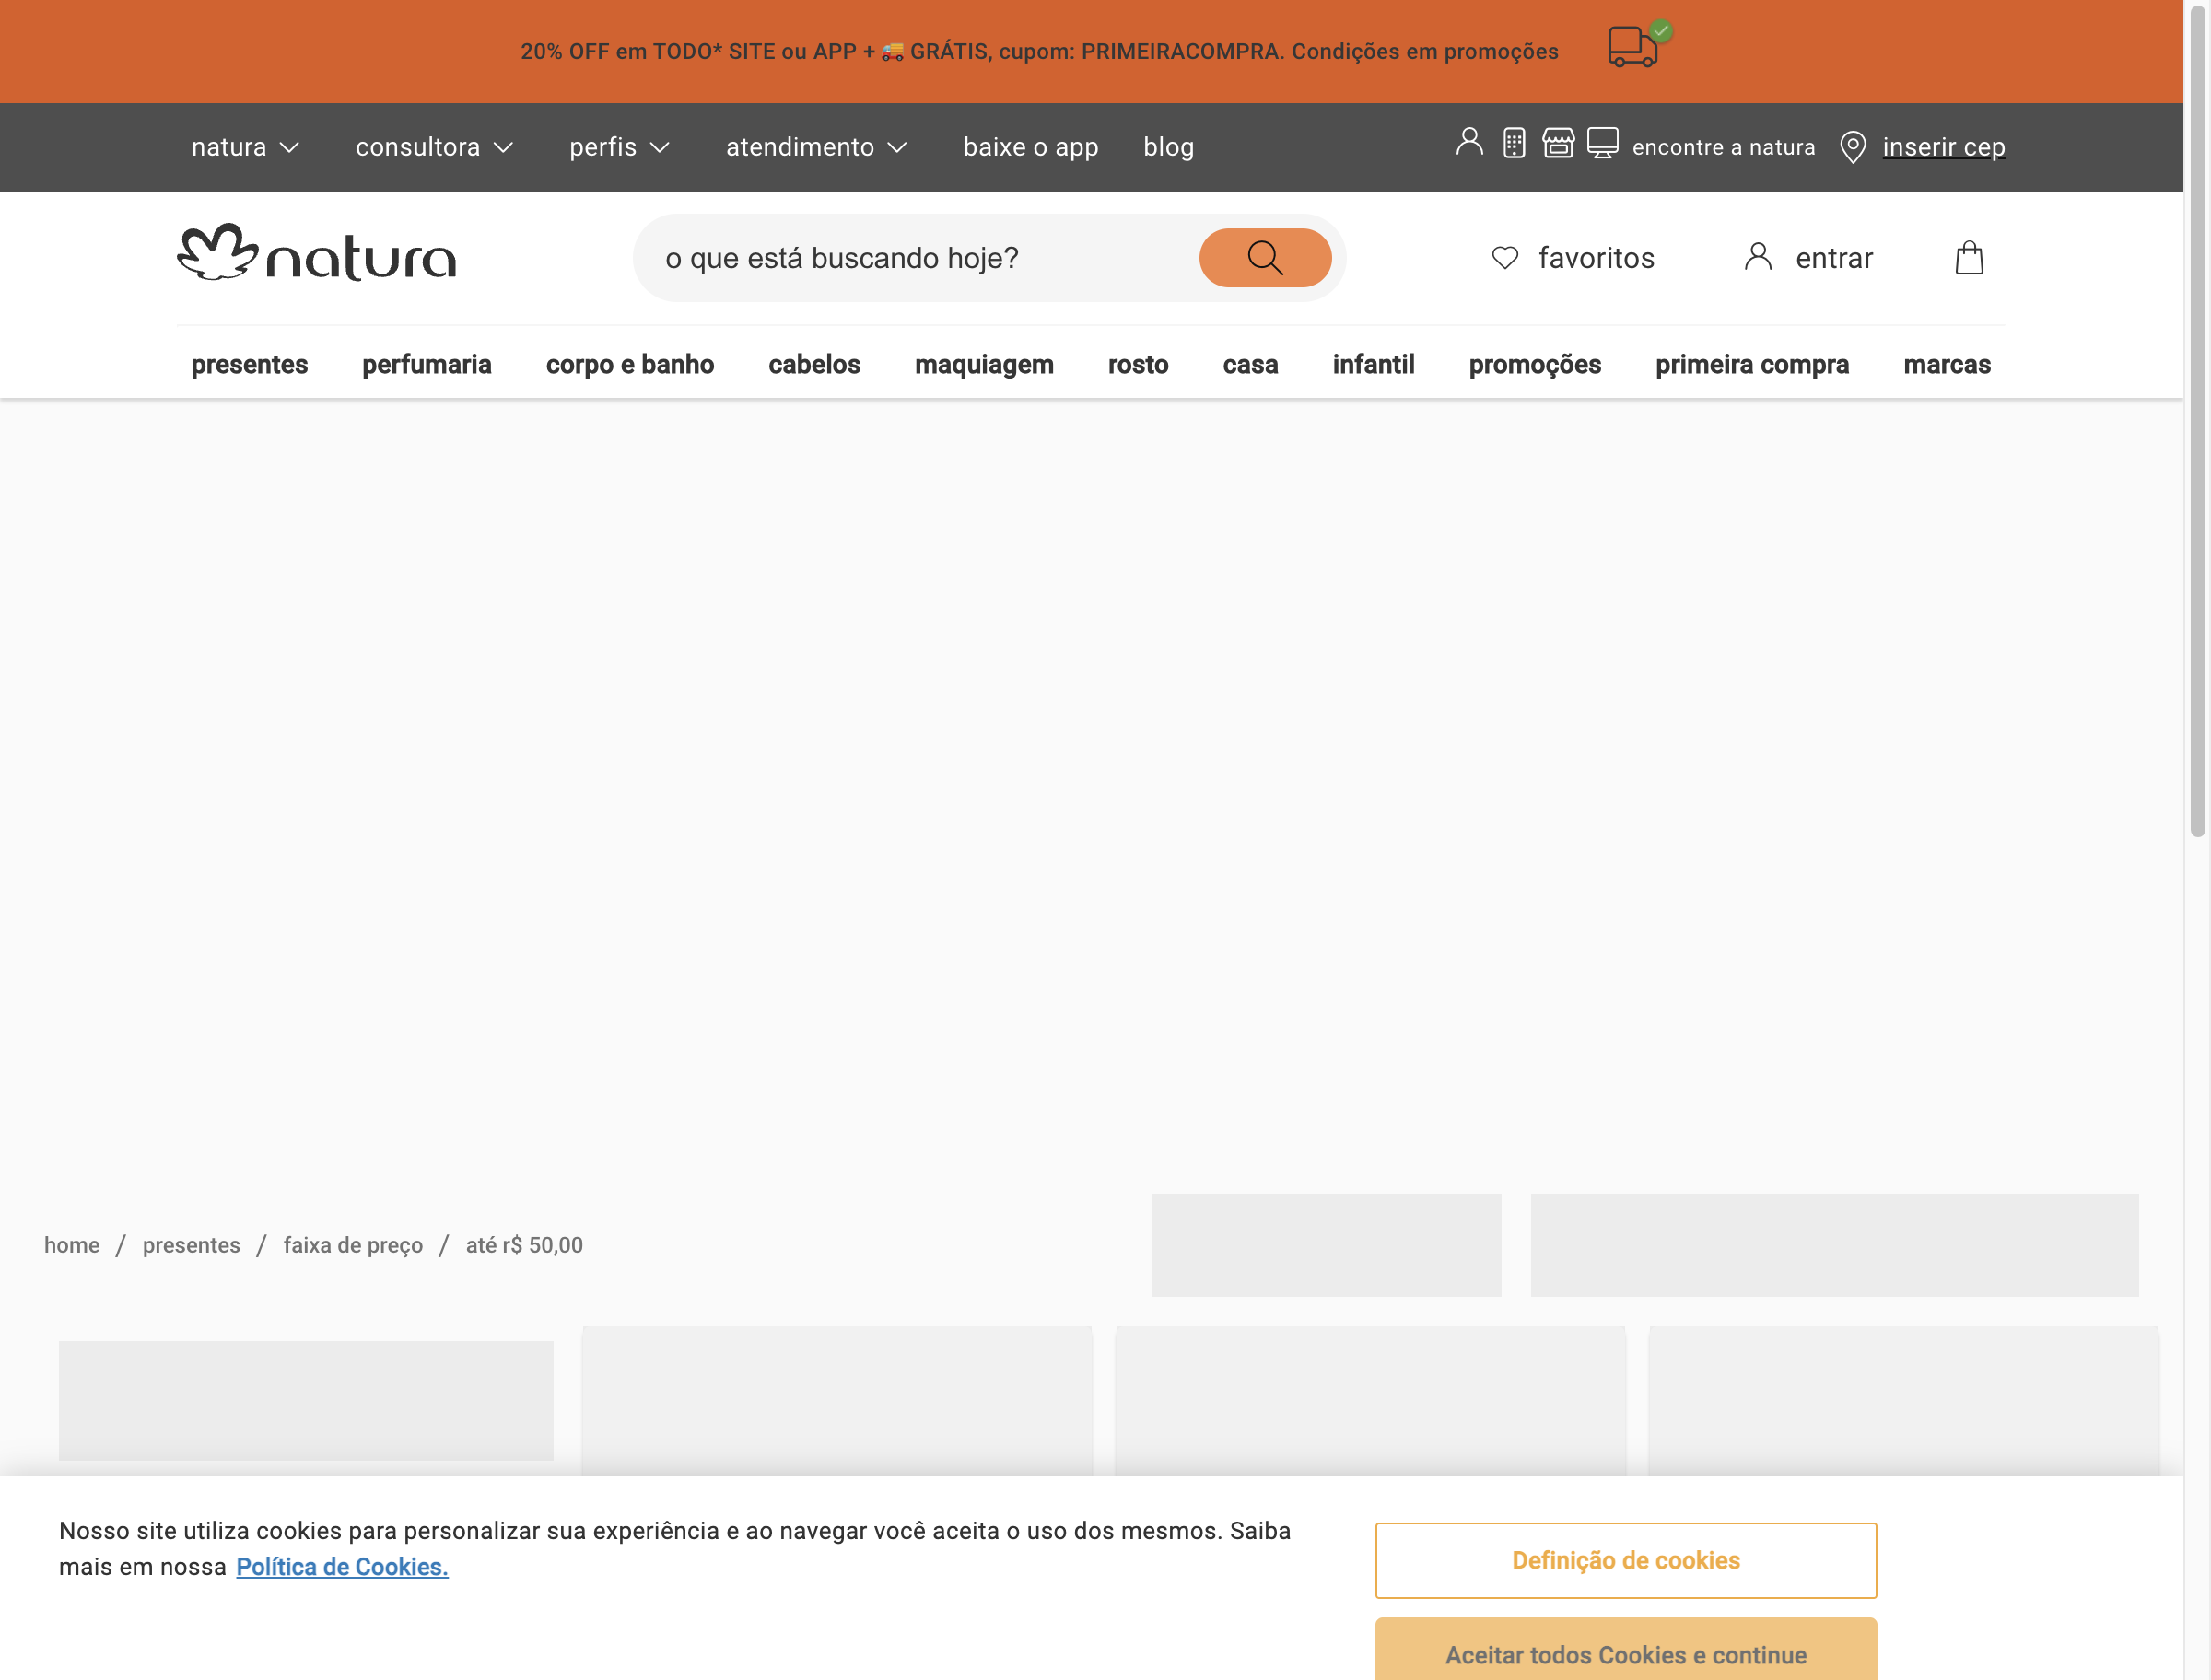 20% OFF em TODO* SITE ou APP + 🚚 GRÁTIS, cupom: PRIMEIRACOMPRA. Condições em promoções
natura consultora perfis atendimento baixe o app blog encontre a natura inserir cep
natura o que está buscando hoje? favoritos entrar
presentes perfumaria corpo e banho cabelos maquiagem rosto casa infantil promoções primeira compra marcas
home / presentes / faixa de preço / até r$ 50,00
Nosso site utiliza cookies para personalizar sua experiência e ao navegar você aceita o uso dos mesmos. Saiba
mais em nossa Política de Cookies.
Definição de cookies
Aceitar todos Cookies e continue